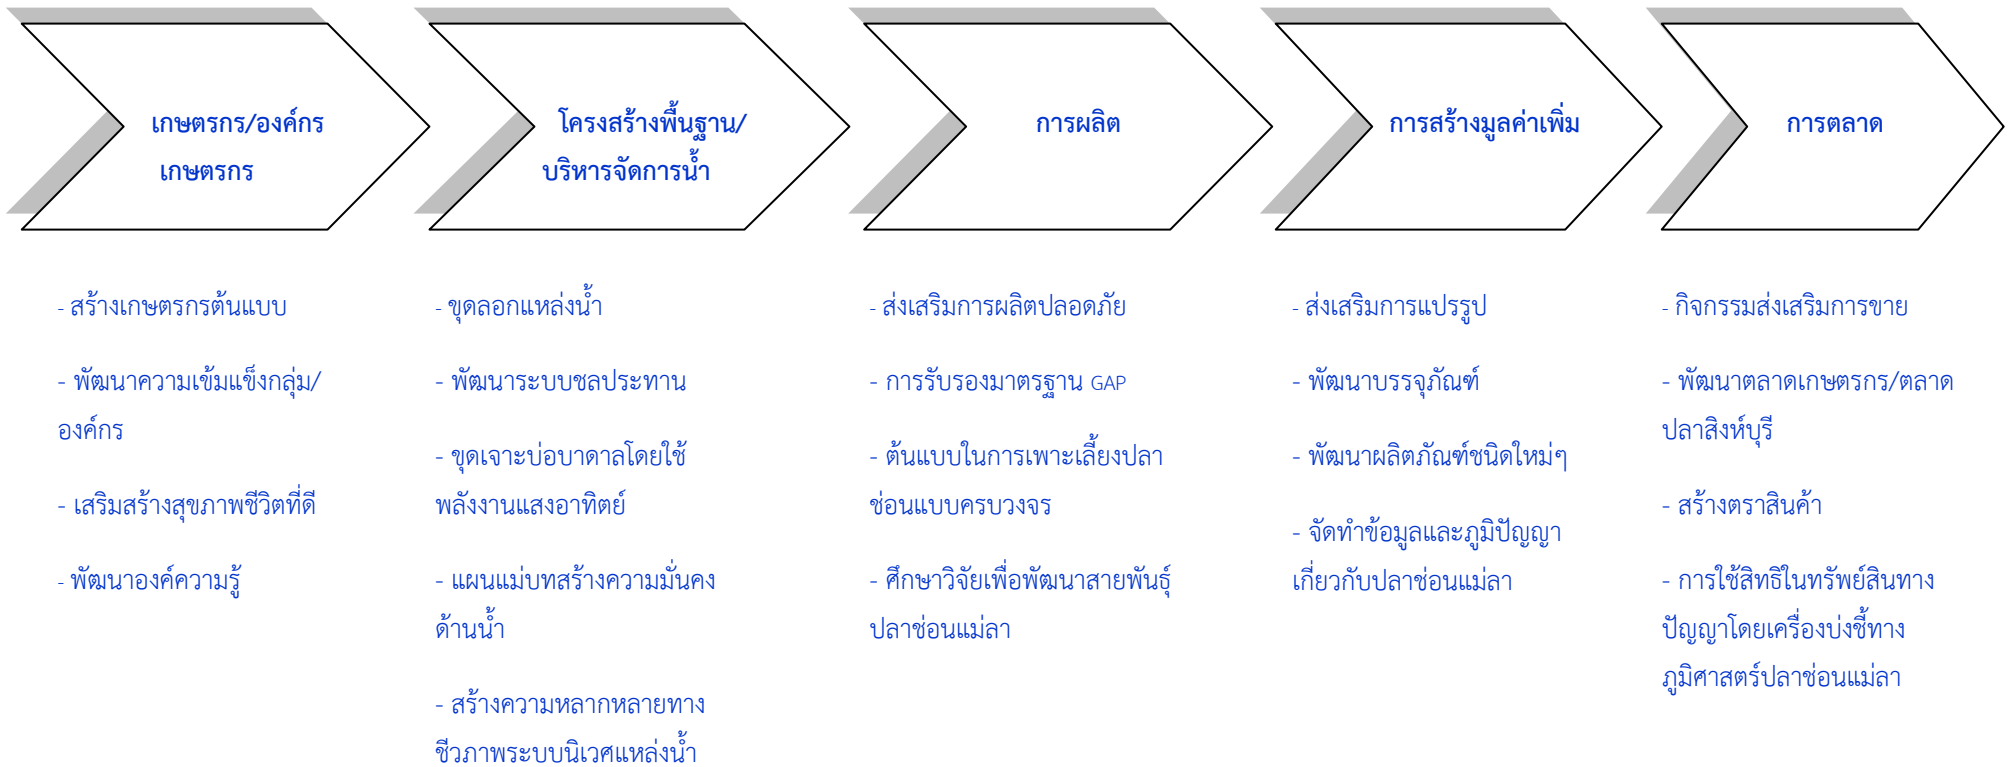 เกษตรกร/องค์กร
เกษตรกร
โครงสร้างพื้นฐาน/
บริหารจัดการน้ำ
การผลิต
การสร้างมูลค่าเพิ่ม
การตลาด
- สร้างเกษตรกรต้นแบบ
- พัฒนาความเข้มแข็งกลุ่ม/
องค์กร
- เสริมสร้างสุขภาพชีวิตที่ดี
- พัฒนาองค์ความรู้
- ขุดลอกแหล่งน้ำ
- พัฒนาระบบชลประทาน
- ขุดเจาะบ่อบาดาลโดยใช้
พลังงานแสงอาทิตย์
- แผนแม่บทสร้างความมั่นคง
ด้านน้ำ
- สร้างความหลากหลายทาง
ชีวภาพระบบนิเวศแหล่งน้ำ
- ส่งเสริมการผลิตปลอดภัย
- การรับรองมาตรฐาน GAP
- ต้นแบบในการเพาะเลี้ยงปลา
ช่อนแบบครบวงจร
- ศึกษาวิจัยเพื่อพัฒนาสายพันธุ์
ปลาช่อนแม่ลา
- ส่งเสริมการแปรรูป
- พัฒนาบรรจุภัณฑ์
- พัฒนาผลิตภัณฑ์ชนิดใหม่ๆ
- จัดทำข้อมูลและภูมิปัญญา
เกี่ยวกับปลาช่อนแม่ลา
- กิจกรรมส่งเสริมการขาย
- พัฒนาตลาดเกษตรกร/ตลาด
ปลาสิงห์บุรี
- สร้างตราสินค้า
- การใช้สิทธิในทรัพย์สินทาง
ปัญญาโดยเครื่องบ่งชี้ทาง
ภูมิศาสตร์ปลาช่อนแม่ลา